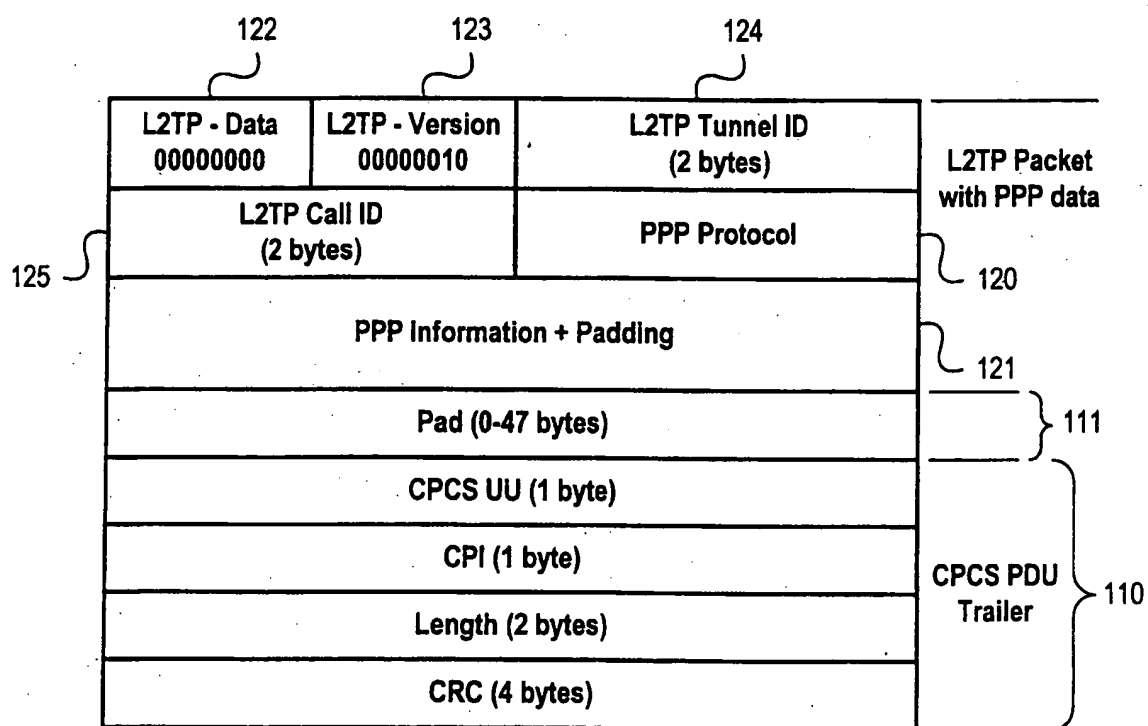 122
123
124
L2TP - Data
00000000
L2TP - Version
00000010
L2TP Tunnel ID
(2 bytes)
L2TP Packet
with PPP data
L2TP Call ID
(2 bytes)
PPP Protocol
125
120
PPP Information + Padding
121
Pad (0-47 bytes)
111
CPCS UU (1 byte)
CPI (1 byte)
CPCS PDU
Trailer
110
Length (2 bytes)
CRC (4 bytes)